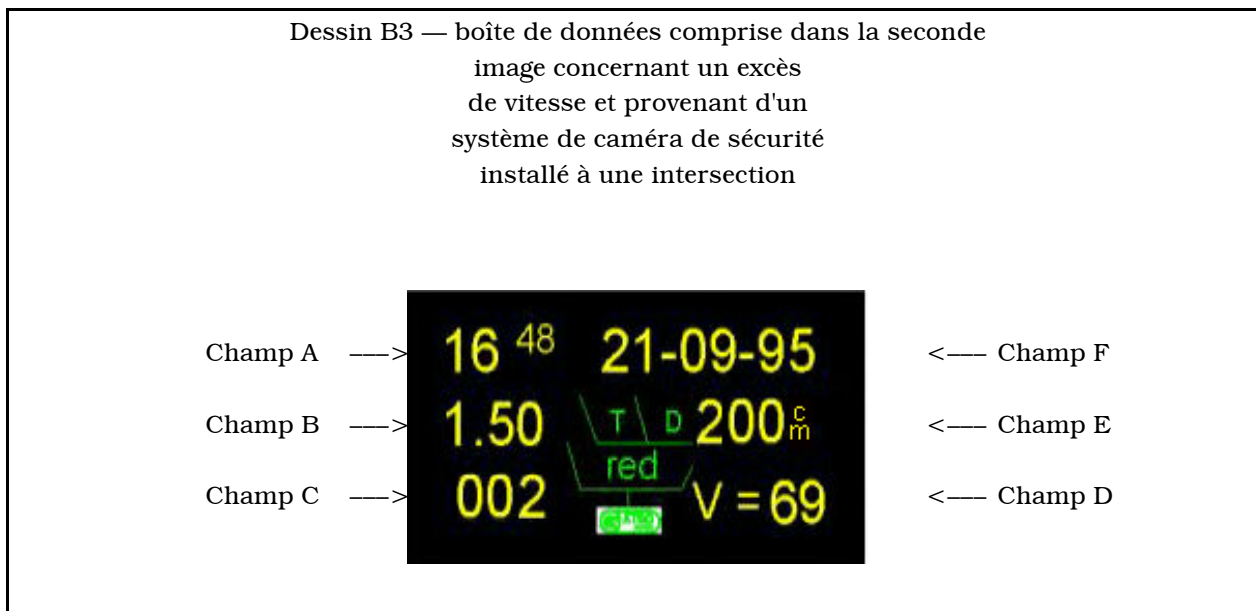 Dessin B3 — boîte de données comprise dans la seconde
image concernant un excès
de vitesse et provenant d'un
système de caméra de sécurité
installé à une intersection
Champ A ---> 16 48 21-09-95 <--- Champ F
Champ B ---> 1.50 T D 200 cm <--- Champ E
red
Champ C ---> 002 V = 69 <--- Champ D